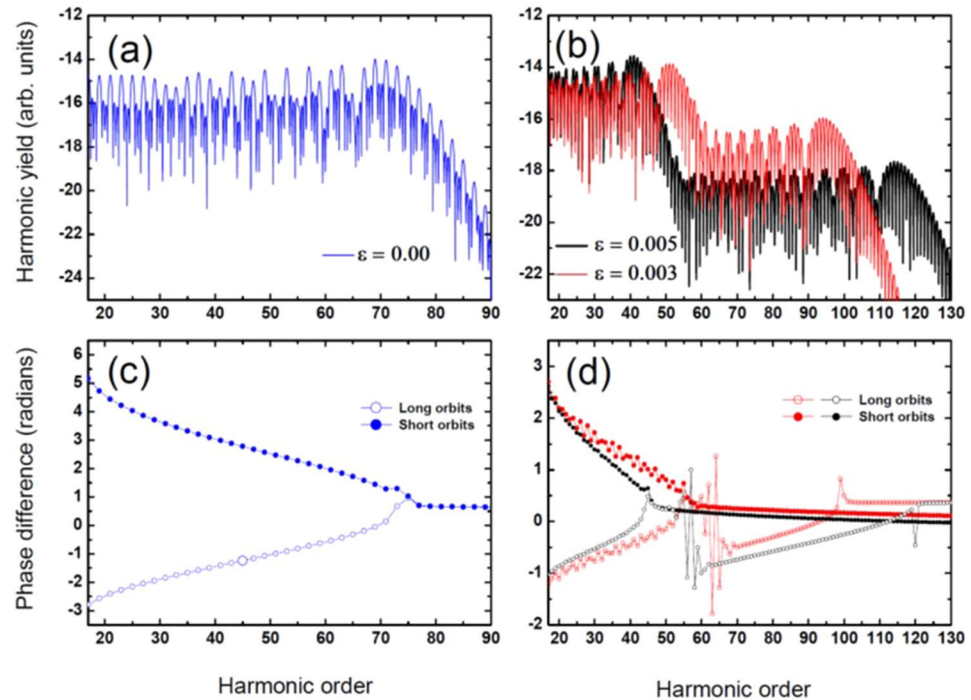 (a)
Harmonic yield (arb. units)
-12
-14
-16
-18
-20
-22
-24
ε = 0.00
20 30 40 50 60 70 80 90
(b)
-12
-14
-16
-18
-20
-22
ε = 0.005
ε = 0.003
20 30 40 50 60 70 80 90 100 110 120 130
(c)
Phase difference (radians)
6
5
4
3
2
1
0
-1
-2
-3
Long orbits
Short orbits
20 30 40 50 60 70 80 90
Harmonic order
(d)
3
2
1
0
-1
-2
Long orbits
Short orbits
20 30 40 50 60 70 80 90 100 110 120 130
Harmonic order